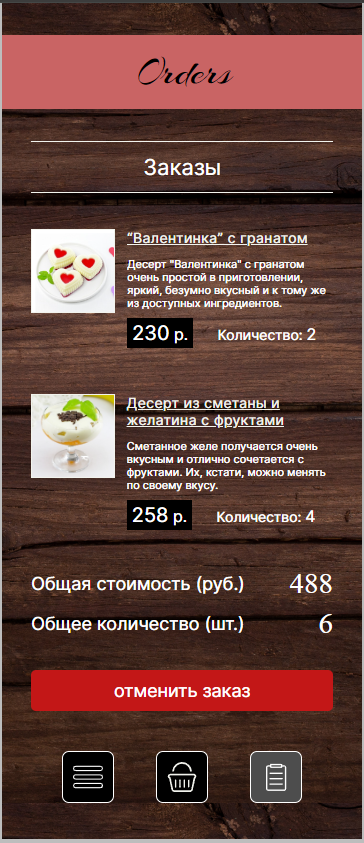 Orders
Заказы
“Валентинка” с гранатом
Десерт "Валентинка" с гранатом
очень простой в приготовлении,
яркий, безумно вкусный и к тому же
из доступных ингредиентов.
230 р. Количество: 2
Десерт из сметаны и
желатина с фруктами
Сметанное желе получается очень
вкусным и отлично сочетается с
фруктами. Их, кстати, можно менять
по своему вкусу.
258 р. Количество: 4
Общая стоимость (руб.) 488
Общее количество (шт.) 6
отменить заказ